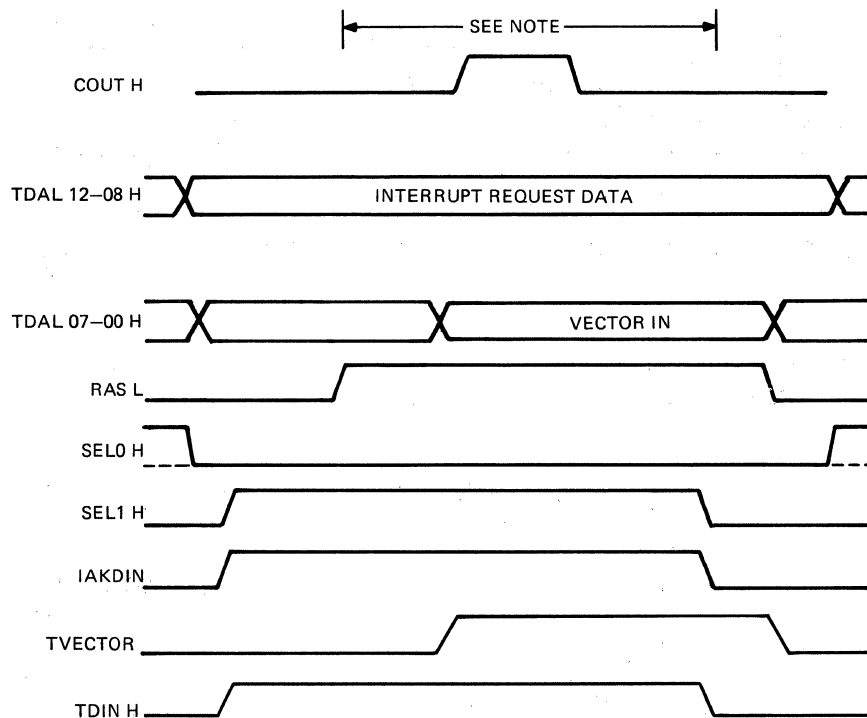 SEE NOTE
COUT H
TDAL 12–08 H
INTERRUPT REQUEST DATA
TDAL 07–00 H
VECTOR IN
RAS L
SEL0 H
SEL1 H
IAKDIN
TVECTOR
TDIN H